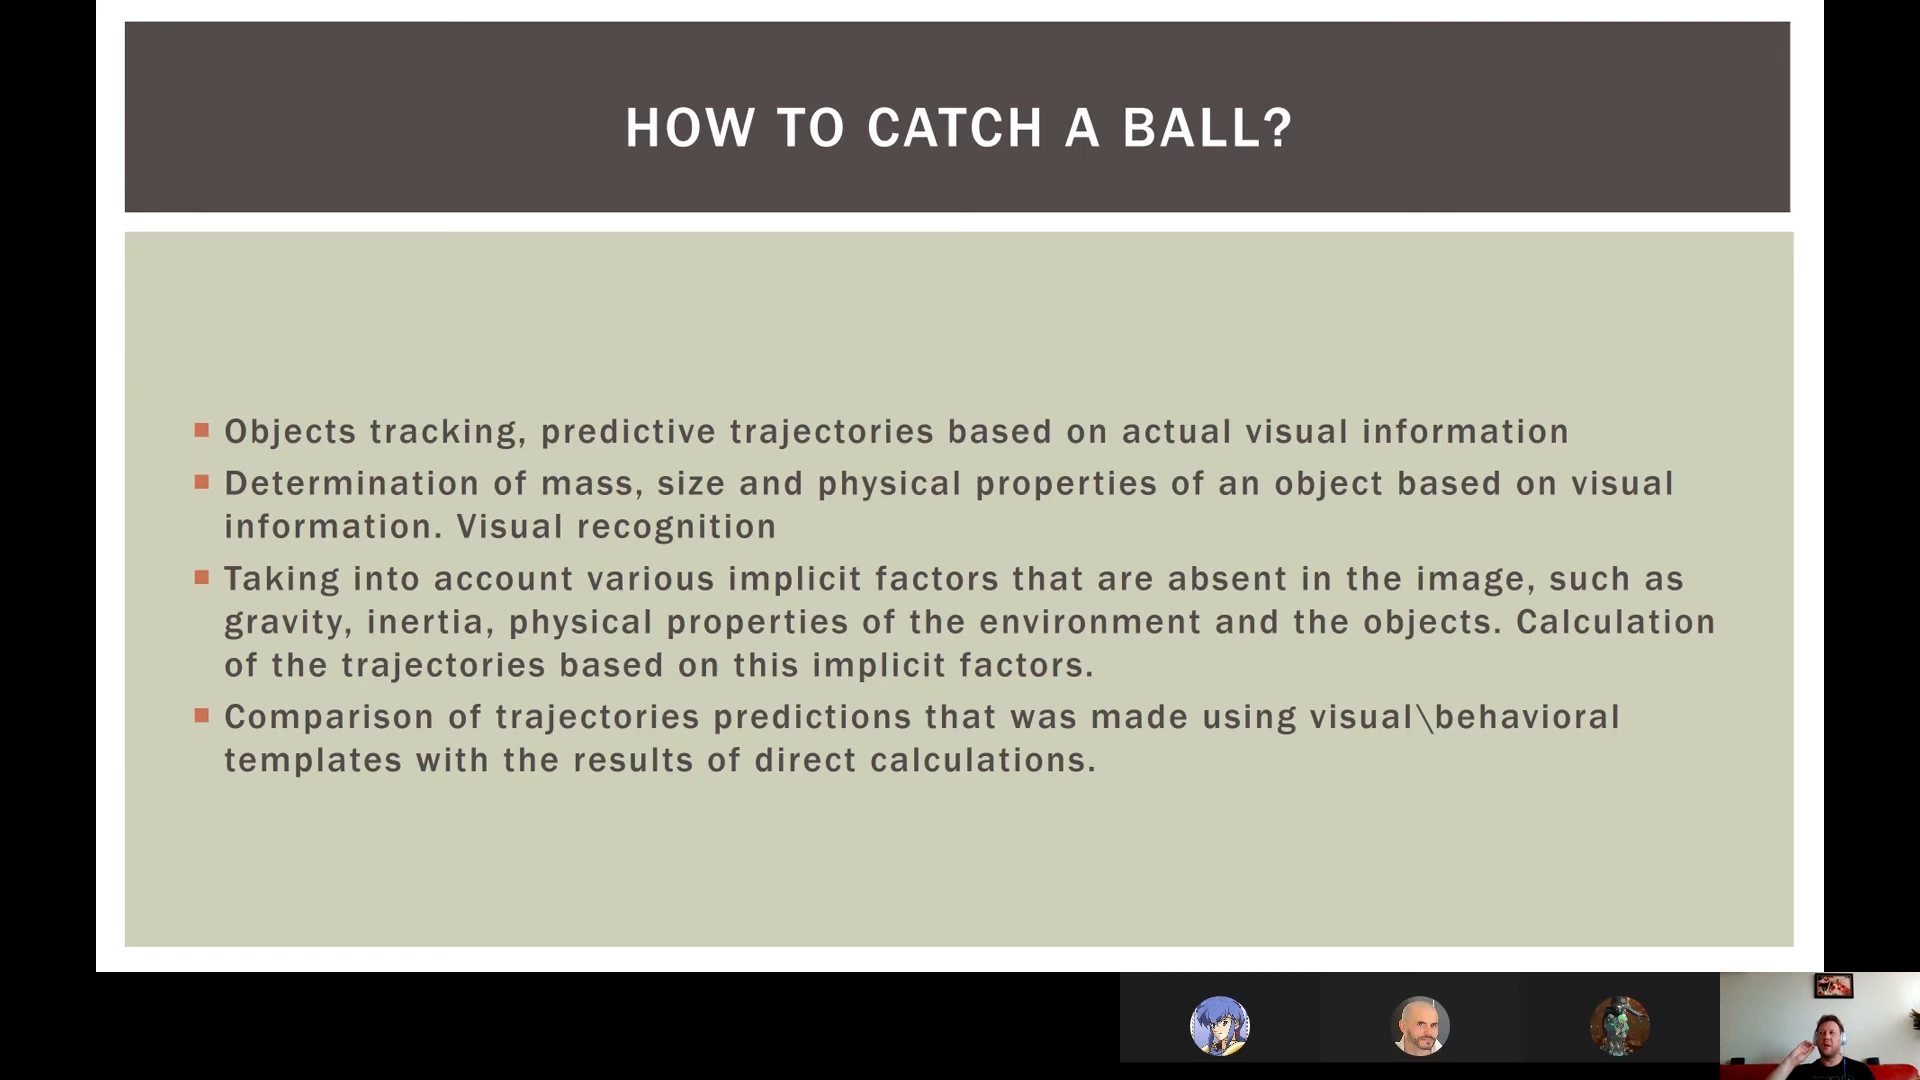 HOW TO CATCH A BALL?
Objects tracking, predictive trajectories based on actual visual information
Determination of mass, size and physical properties of an object based on visual
information. Visual recognition
Taking into account various implicit factors that are absent in the image, such as
gravity, inertia, physical properties of the environment and the objects. Calculation
of the trajectories based on this implicit factors.
Comparison of trajectories predictions that was made using visual\behavioral
templates with the results of direct calculations.